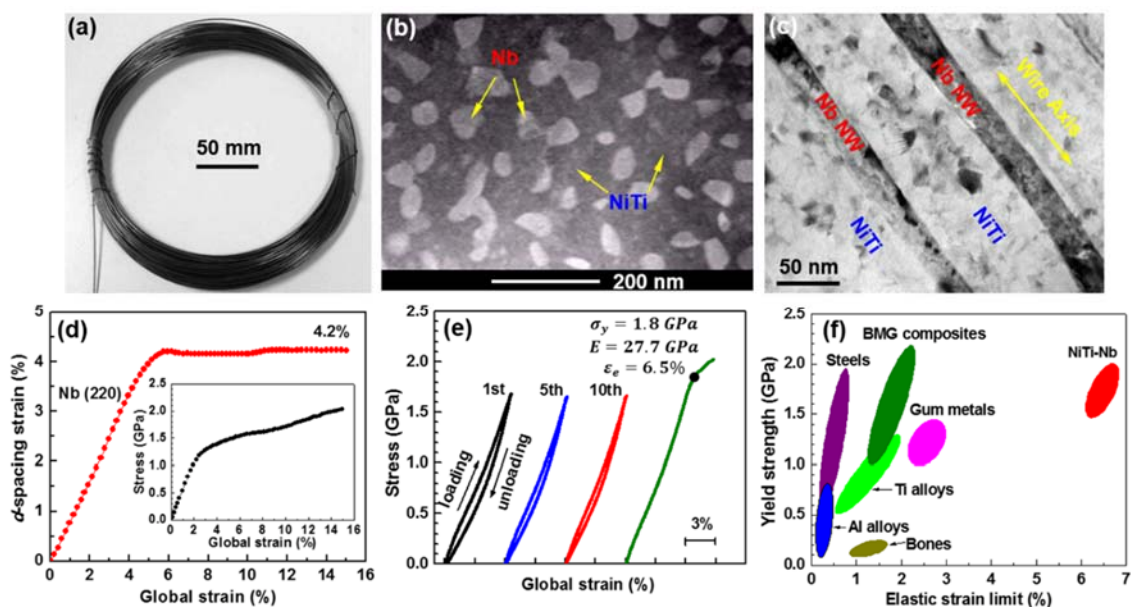 (a)
50 mm
(b)
Nb
NiTi
200 nm
(c)
Nb NW
Nb NW
Wire Axis
NiTi
NiTi
50 nm
(d)
4.2%
Nb (220)
d-spacing strain (%)
5
4
3
2
1
0
0 2 4 6 8 10 12 14 16
Global strain (%)
Stress (GPa)
2.5
2.0
1.5
1.0
0.5
0.0
0 2 4 6 8 10 12 14 16
Global strain (%)
(e)
σy = 1.8 GPa
E = 27.7 GPa
εe = 6.5%
1st
5th
10th
loading
unloading
3%
Stress (GPa)
2.5
2.0
1.5
1.0
0.5
0.0
Global strain (%)
(f)
BMG composites
Steels
NiTi-Nb
Gum metals
Ti alloys
Al alloys
Bones
Yield strength (GPa)
2.5
2.0
1.5
1.0
0.5
0.0
0 1 2 3 4 5 6 7
Elastic strain limit (%)